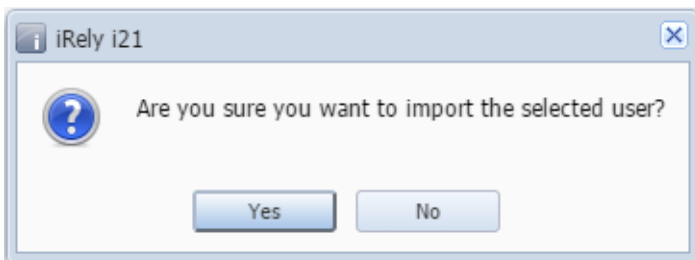 iRely i21
Are you sure you want to import the selected user?
Yes No